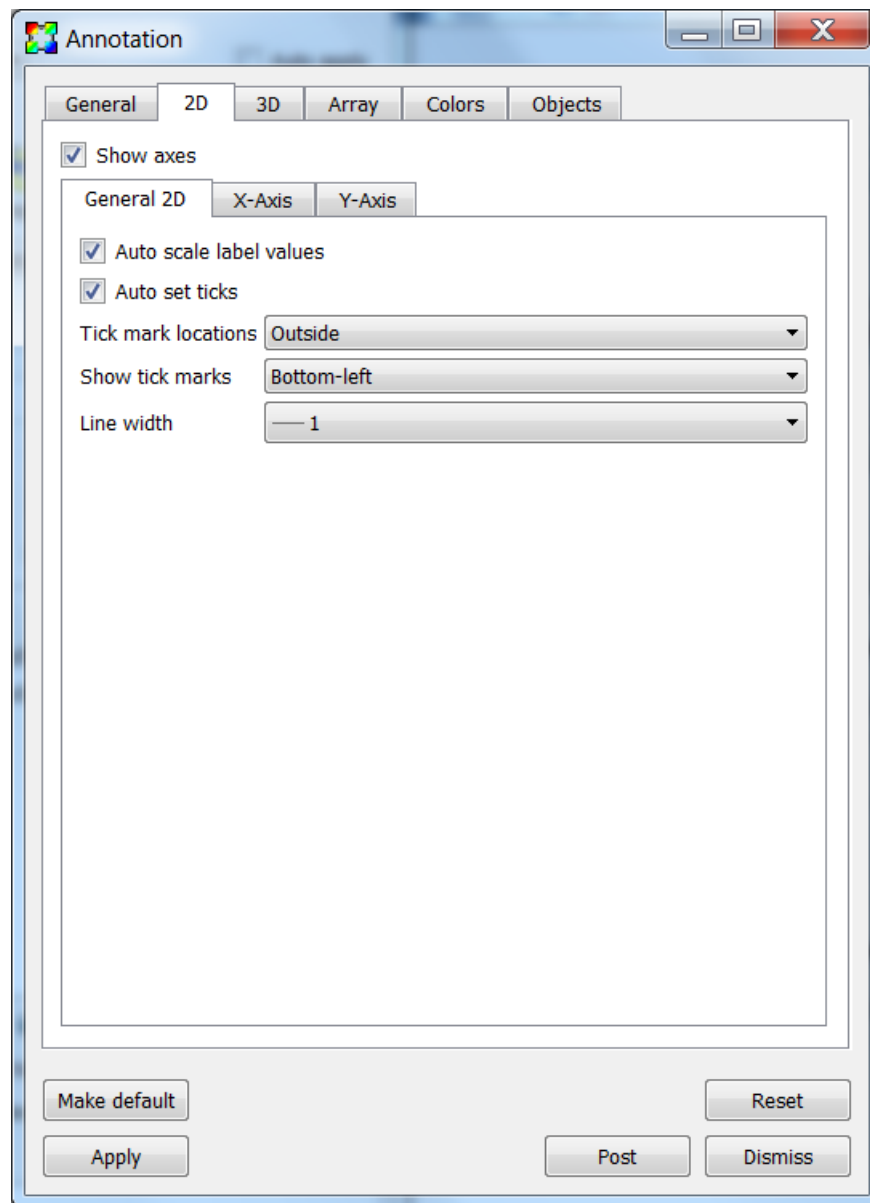 Annotation
General 2D 3D Array Colors Objects
Show axes
General 2D X-Axis Y-Axis
Auto scale label values
Auto set ticks
Tick mark locations Outside
Show tick marks Bottom-left
Line width 1
Make default Reset
Apply Post Dismiss